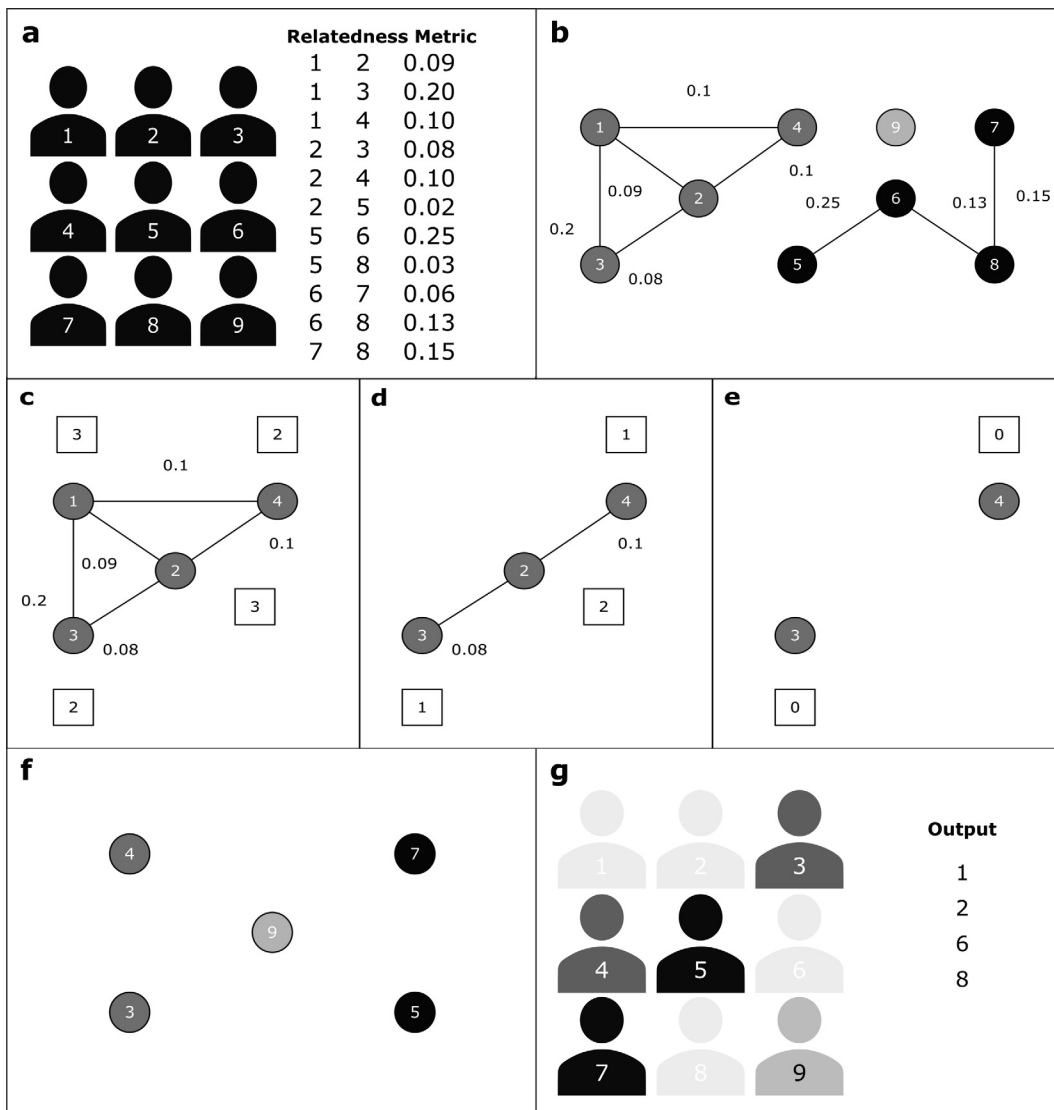 a
Relatedness Metric
1 2 0.09
1 3 0.20
1 4 0.10
2 3 0.08
2 4 0.10
2 5 0.02
5 6 0.25
5 8 0.03
6 7 0.06
6 8 0.13
7 8 0.15
1 2 3
4 5 6
7 8 9
b
0.1
1 4 9 7
0.1
0.09 0.25 0.13 0.15
2 6
0.2
3 0.08 5 8
c
3 2
0.1
1 4
0.09 0.1
2
0.2 3
3 0.08
2
d
1
4
0.1
2
2
3 0.08
1
e
0
4
3
0
f
4 7
9
3 5
g
1 2 3
4 5 6
7 8 9
Output
1
2
6
8